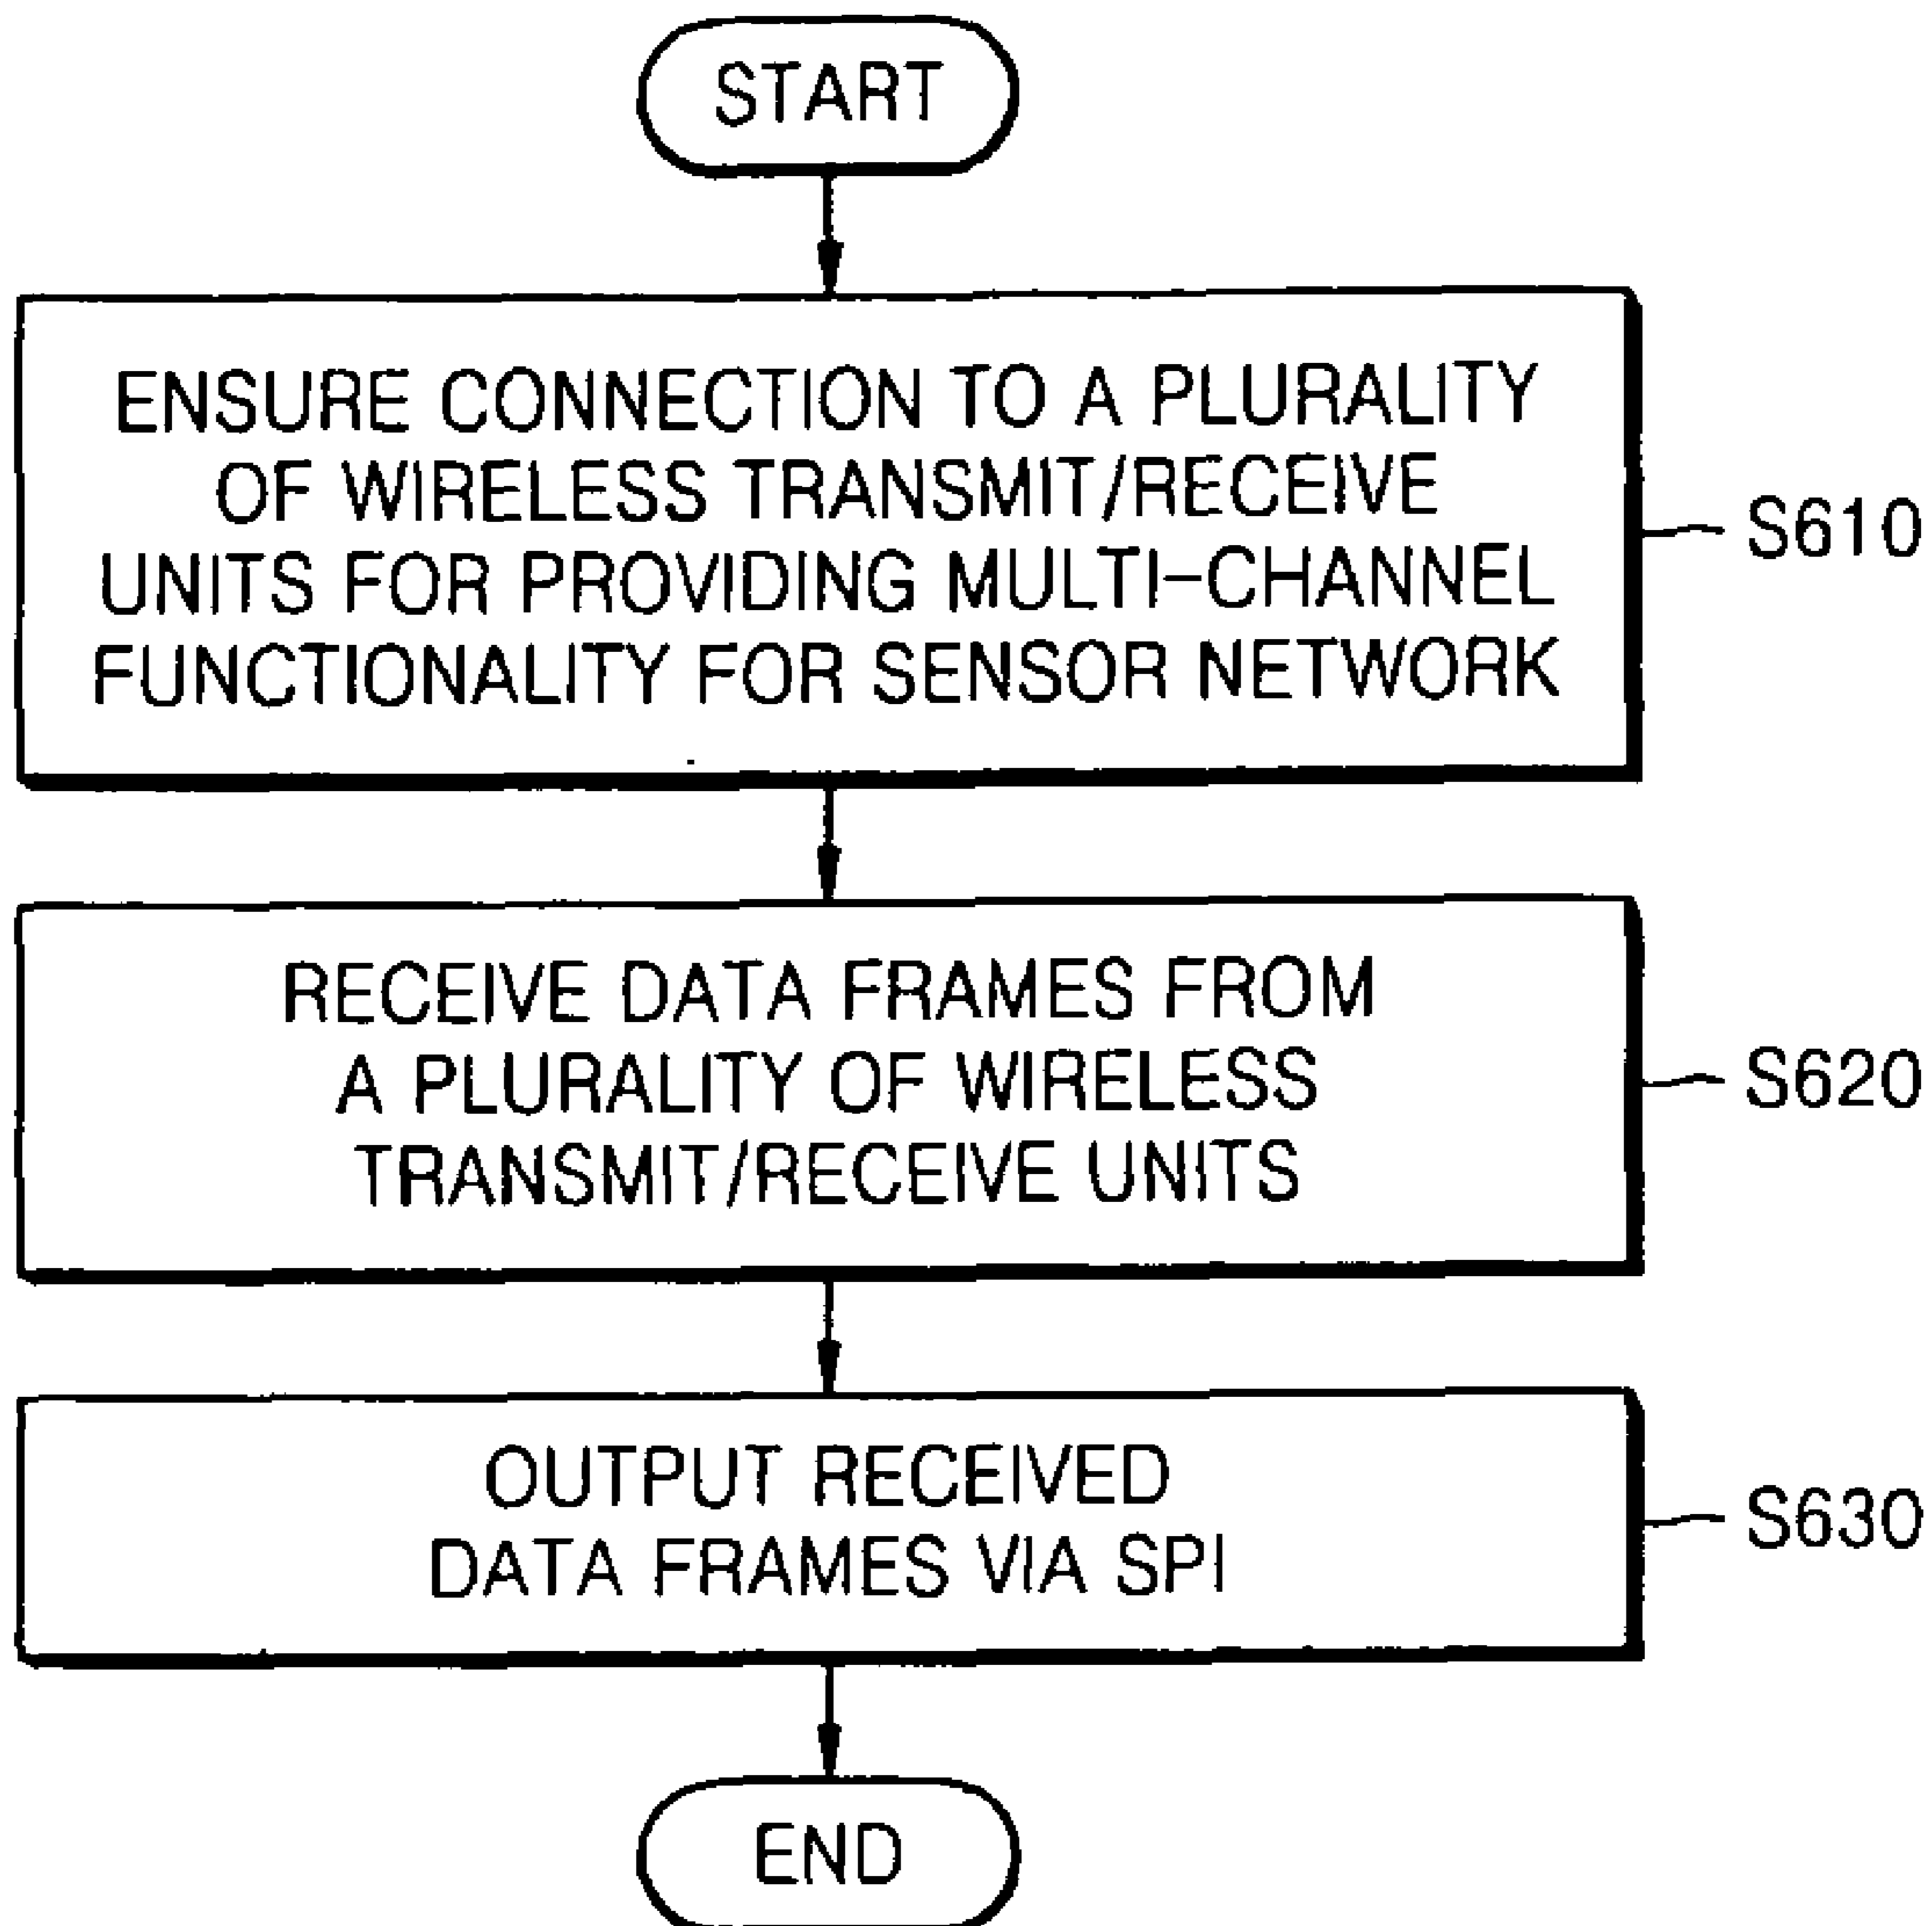 START
ENSURE CONNECTION TO A PLURALITY
OF WIRELESS TRANSMIT/RECEIVE
UNITS FOR PROVIDING MULTI-CHANNEL
FUNCTIONALITY FOR SENSOR NETWORK
S610
RECEIVE DATA FRAMES FROM
A PLURALITY OF WIRELESS
TRANSMIT/RECEIVE UNITS
S620
OUTPUT RECEIVED
DATA FRAMES VIA SPI
S630
END